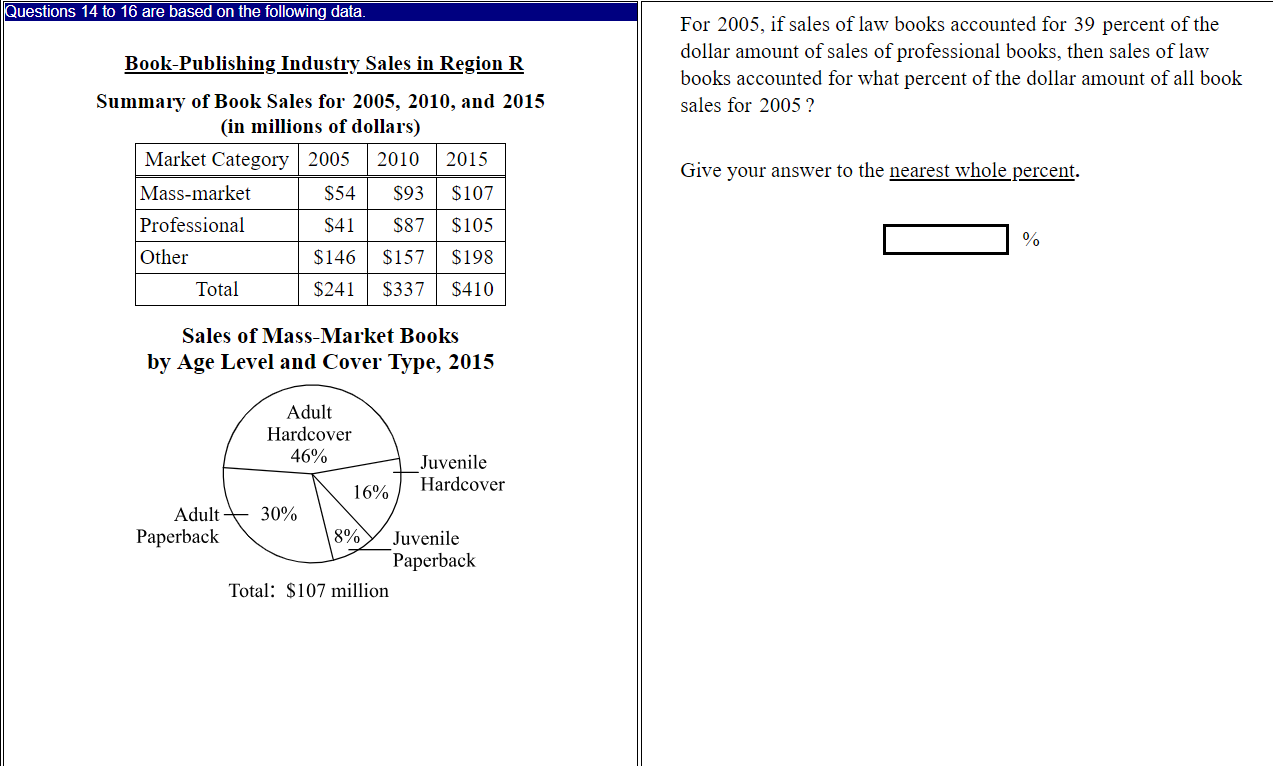 Questions 14 to 16 are based on the following data.
Book-Publishing Industry Sales in Region R
Summary of Book Sales for 2005, 2010, and 2015
(in millions of dollars)
Market Category 2005 2010 2015
Mass-market $54 $93 $107
Professional $41 $87 $105
Other $146 $157 $198
Total $241 $337 $410
Sales of Mass-Market Books
by Age Level and Cover Type, 2015
Adult
Hardcover
46%
Juvenile
Hardcover
16%
Adult
Paperback
30%
8%
Juvenile
Paperback
Total: $107 million
For 2005, if sales of law books accounted for 39 percent of the
dollar amount of sales of professional books, then sales of law
books accounted for what percent of the dollar amount of all book
sales for 2005 ?
Give your answer to the nearest whole percent.
%